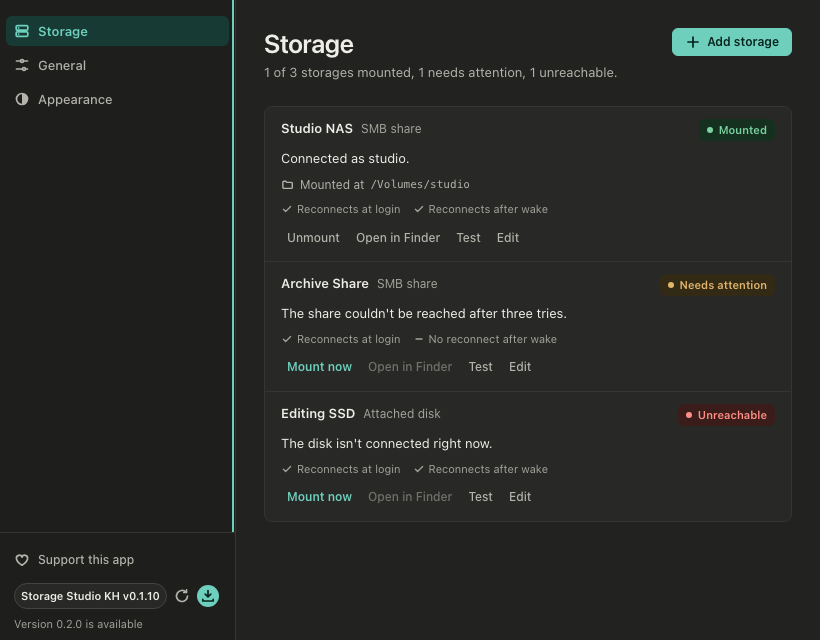 Storage
General
Appearance
Support this app
Storage Studio KH v0.1.10
Version 0.2.0 is available
Storage
Add storage
1 of 3 storages mounted, 1 needs attention, 1 unreachable.
Studio NAS SMB share
Mounted
Connected as studio.
Mounted at /Volumes/studio
Reconnects at login Reconnects after wake
Unmount Open in Finder Test Edit
Archive Share SMB share
Needs attention
The share couldn't be reached after three tries.
Reconnects at login No reconnect after wake
Mount now Open in Finder Test Edit
Editing SSD Attached disk
Unreachable
The disk isn't connected right now.
Reconnects at login Reconnects after wake
Mount now Open in Finder Test Edit